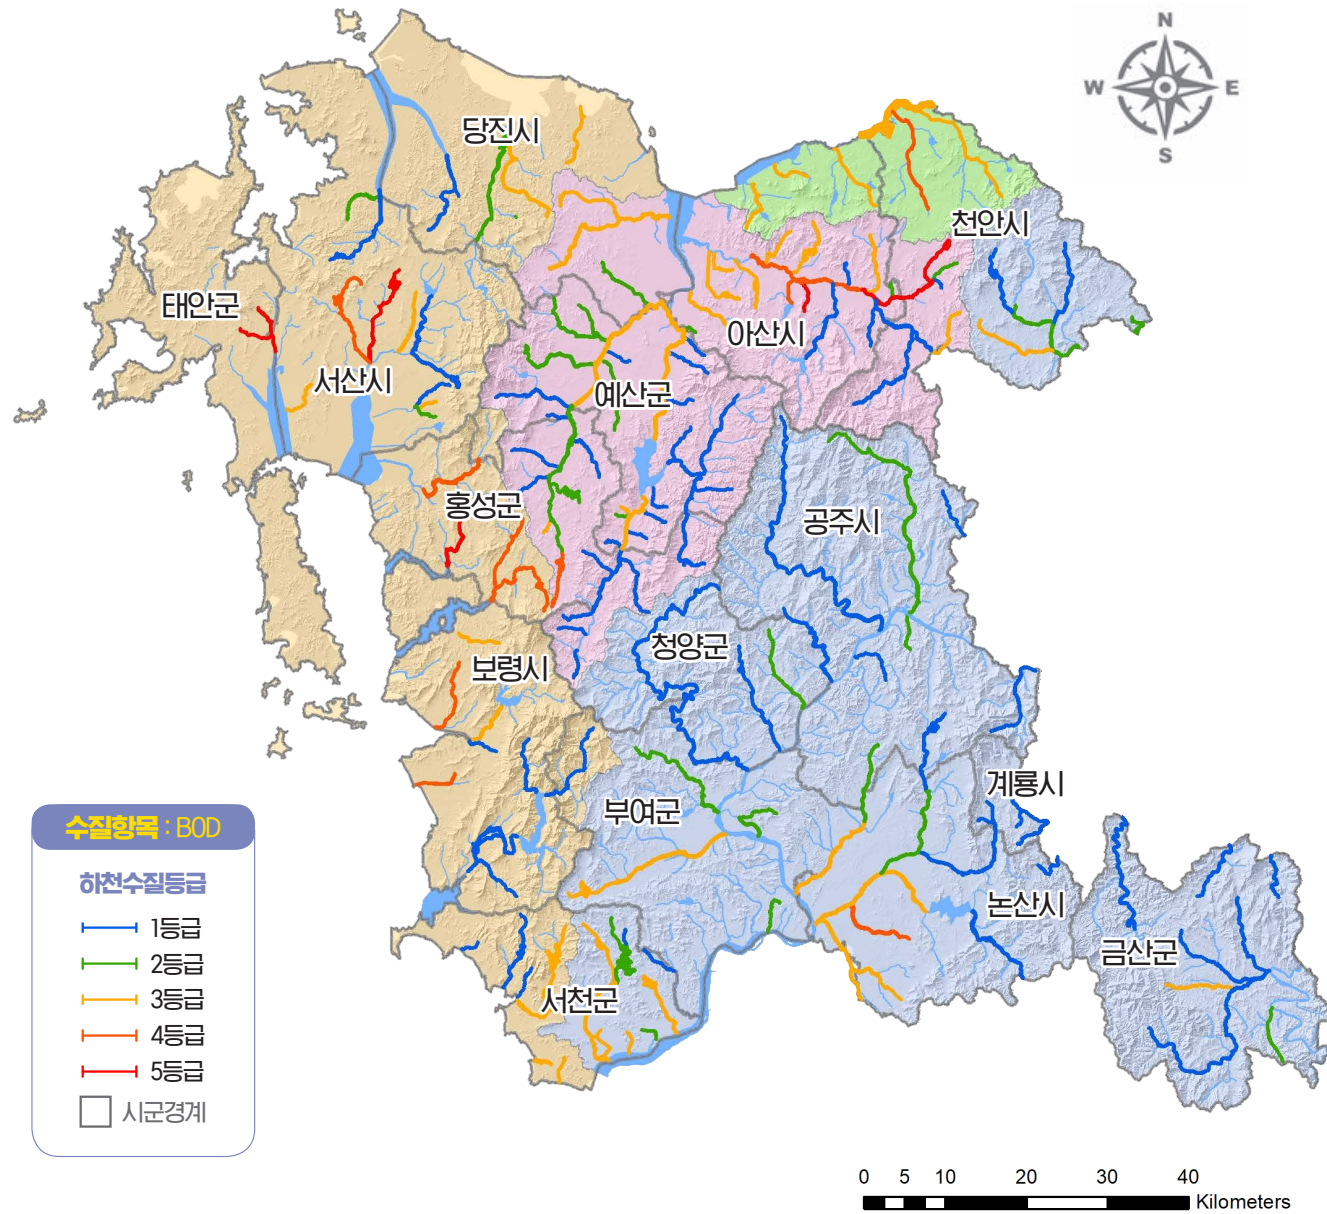 N
W E
S
당진시
천안시
태안군
아산시
서산시
예산군
홍성군
공주시
청양군
보령시
계룡시
부여군
논산시
금산군
서천군
수질항목 : BOD
하천수질등급
1등급
2등급
3등급
4등급
5등급
시군경계
0 5 10 20 30 40
Kilometers